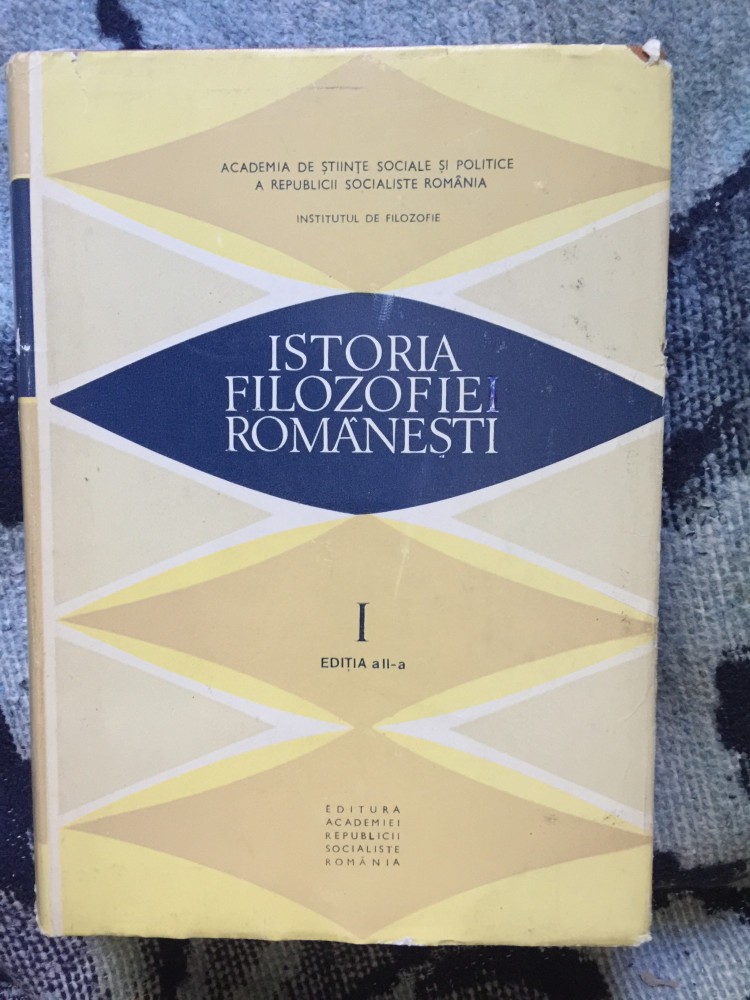 ACADEMIA DE ȘTIINȚE SOCIALE ȘI POLITICE
A REPUBLICII SOCIALISTE ROMÂNIA
INSTITUTUL DE FILOZOFIE
ISTORIA
FILOZOFIEI
ROMÂNEȘTI
I
EDIȚIA a II-a
EDITURA
ACADEMIEI
REPUBLICII
SOCIALISTE
ROMÂNIA